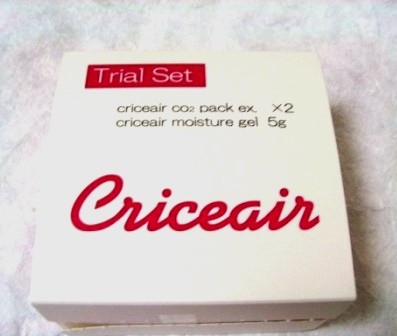 Trial Set
criceair co₂ pack ex. ×2
criceair moisture gel 5g
Criceair